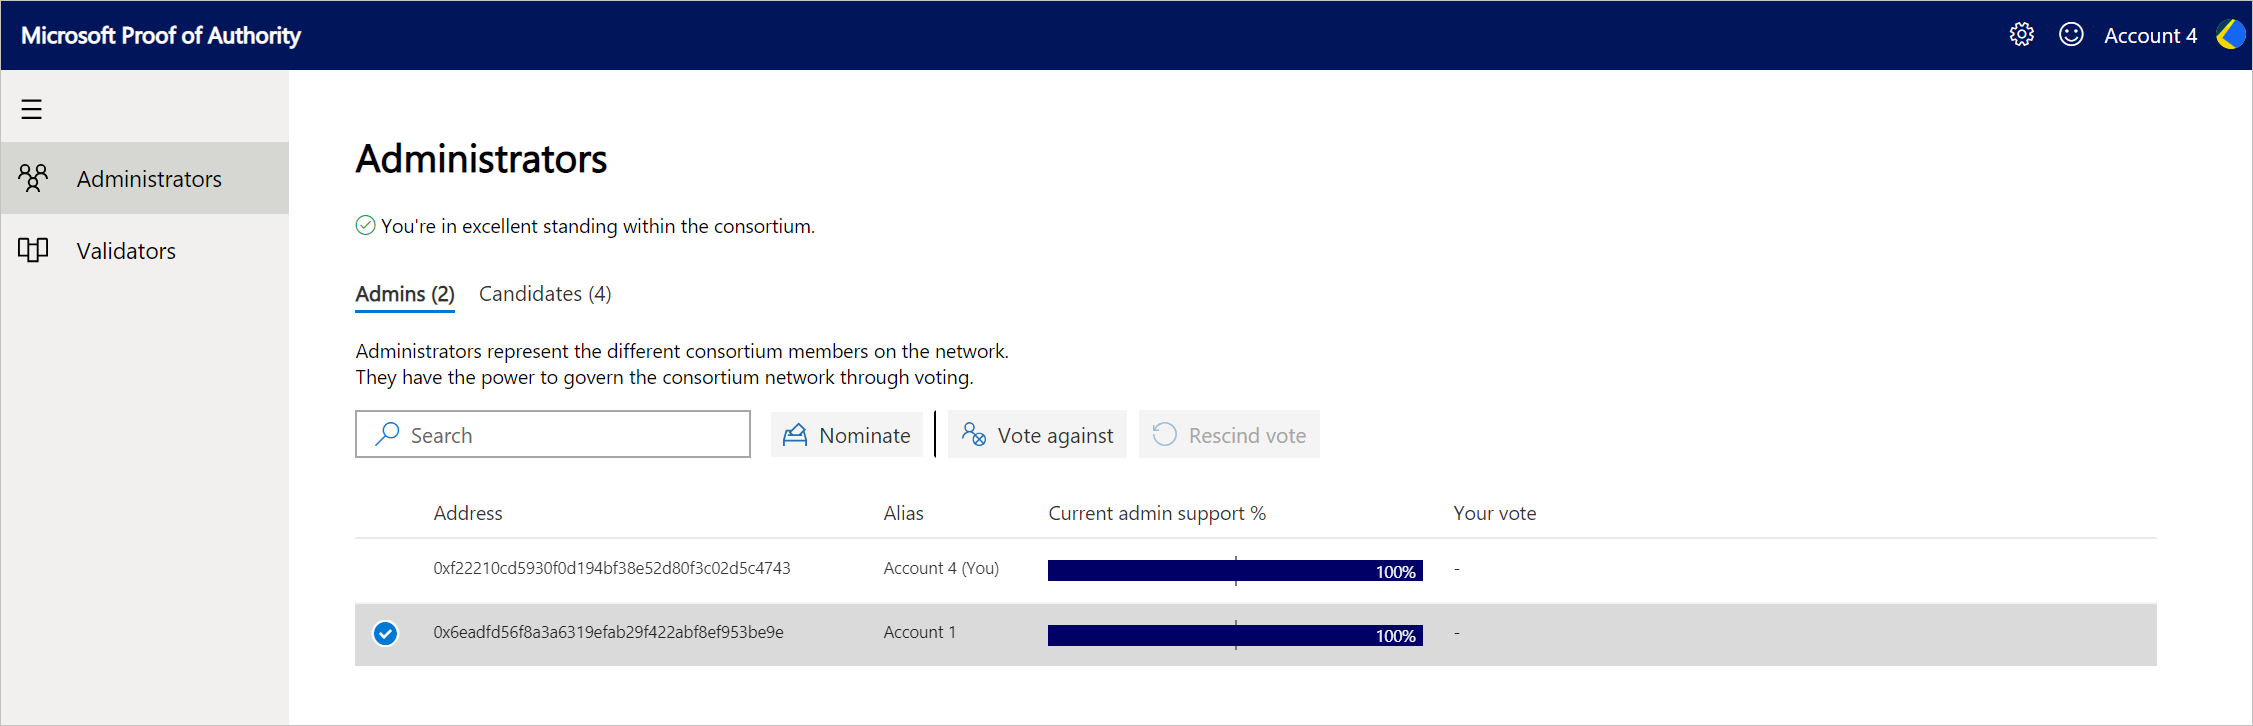 Microsoft Proof of Authority
Account 4
Administrators
Validators
Administrators
You're in excellent standing within the consortium.
Admins (2) Candidates (4)
Administrators represent the different consortium members on the network.
They have the power to govern the consortium network through voting.
Search Nominate Vote against Rescind vote
Address Alias Current admin support % Your vote
0xf22210cd5930f0d194bf38e52d80f3c02d5c4743 Account 4 (You) 100% -
0x6eadfd56f8a3a6319efab29f422abf8ef953be9e Account 1 100% -